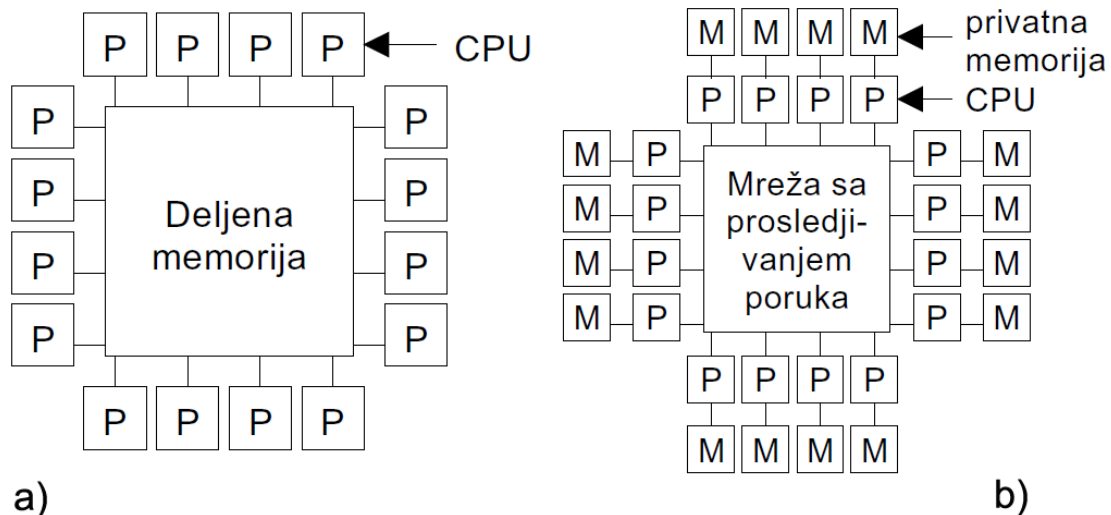 P P P P
CPU
P P
P P
P P
P P
Deljena
memorija
P P P P
a)
M M M M
privatna
memorija
P P P P
CPU
M P P M
M P P M
M P P M
M P P M
Mreža sa
prosledji-
vanjem
poruka
P P P P
M M M M
b)